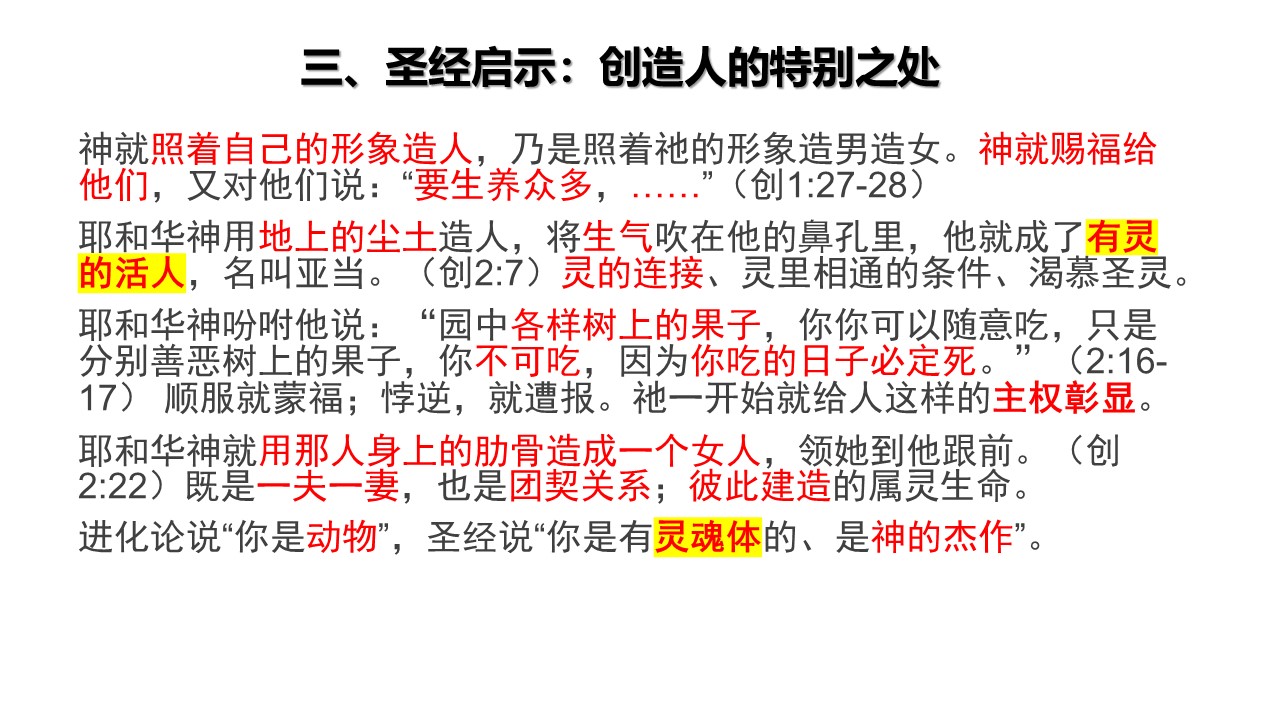 三、圣经启示：创造人的特别之处
神就照着自己的形象造人，乃是照着祂的形象造男造女。神就赐福给
他们，又对他们说：“要生养众多，……”（创1:27-28）
耶和华神用地上的尘土造人，将生气吹在他的鼻孔里，他就成了有灵
的活人，名叫亚当。（创2:7）灵的连接、灵里相通的条件、渴慕圣灵。
耶和华神吩咐他说：“园中各样树上的果子，你你可以随意吃，只是
分别善恶树上的果子，你不可吃，因为你吃的日子必定死。”（2:16-
17） 顺服就蒙福；悖逆，就遭报。祂一开始就给人这样的主权彰显。
耶和华神就用那人身上的肋骨造成一个女人，领她到他跟前。（创
2:22）既是一夫一妻，也是团契关系；彼此建造的属灵生命。
进化论说“你是动物”，圣经说“你是有灵魂体的、是神的杰作”。